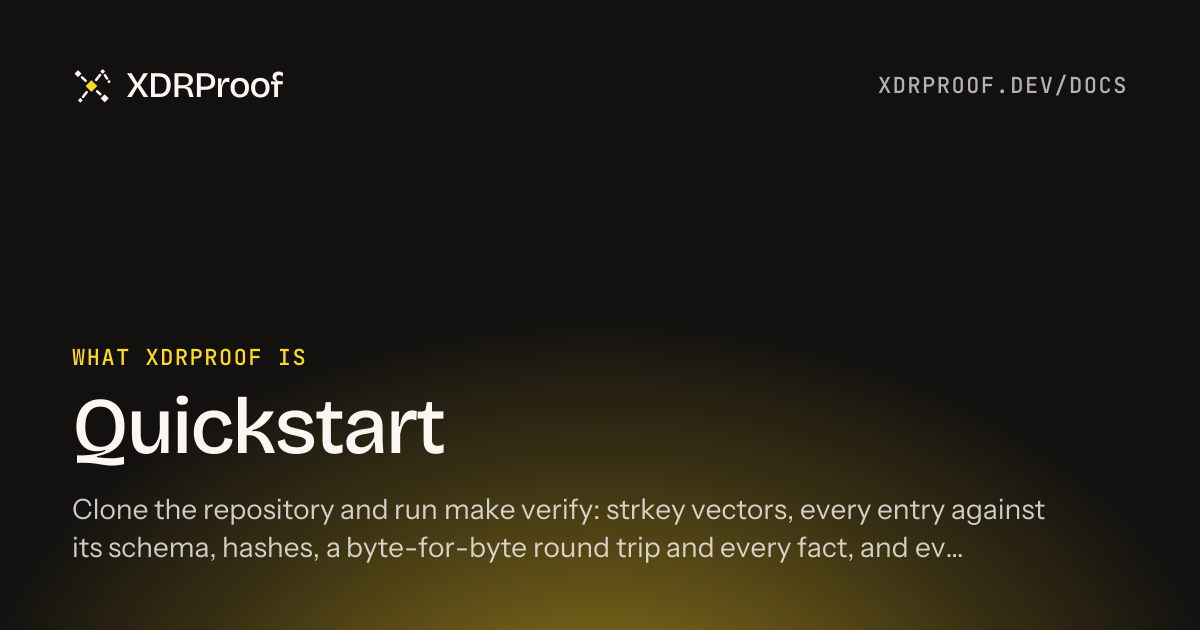 XDRProof
XDRPROOF.DEV/DOCS
WHAT XDRPROOF IS
Quickstart
Clone the repository and run make verify: strkey vectors, every entry against
its schema, hashes, a byte-for-byte round trip and every fact, and ev...